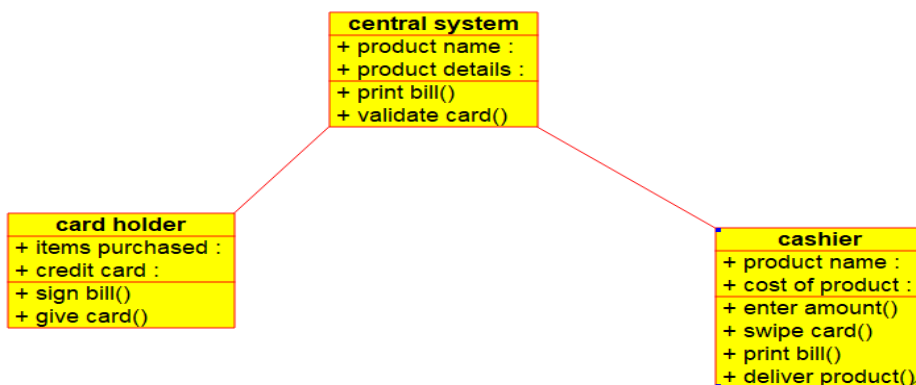 central system
+ product name :
+ product details :
+ print bill()
+ validate card()
card holder
+ items purchased :
+ credit card :
+ sign bill()
+ give card()
cashier
+ product name :
+ cost of product :
+ enter amount()
+ swipe card()
+ print bill()
+ deliver product()